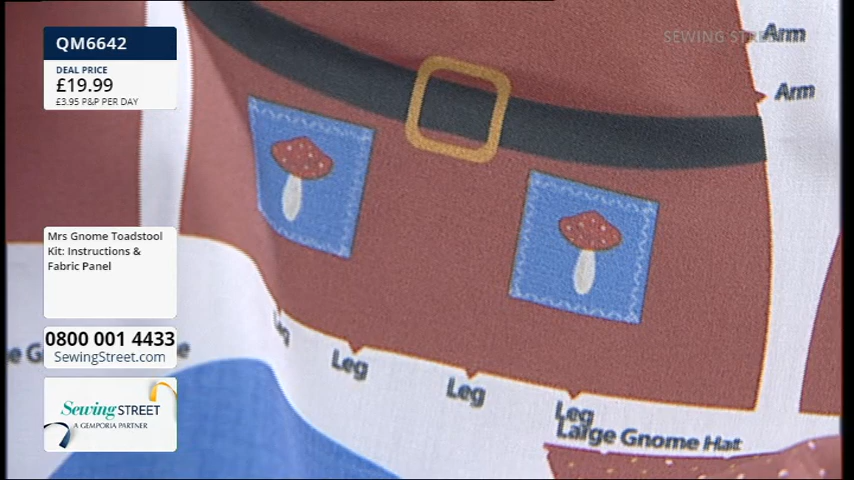 QM6642
DEAL PRICE
£19.99
£3.95 P&P PER DAY
SEWING STREET
Arm
Arm
Mrs Gnome Toadstool
Kit: Instructions &
Fabric Panel
0800 001 4433
SewingStreet.com
Sewing STREET
A GEMPORIA PARTNER
Leg
Leg
Leg
Leg
Large Gnome Hat